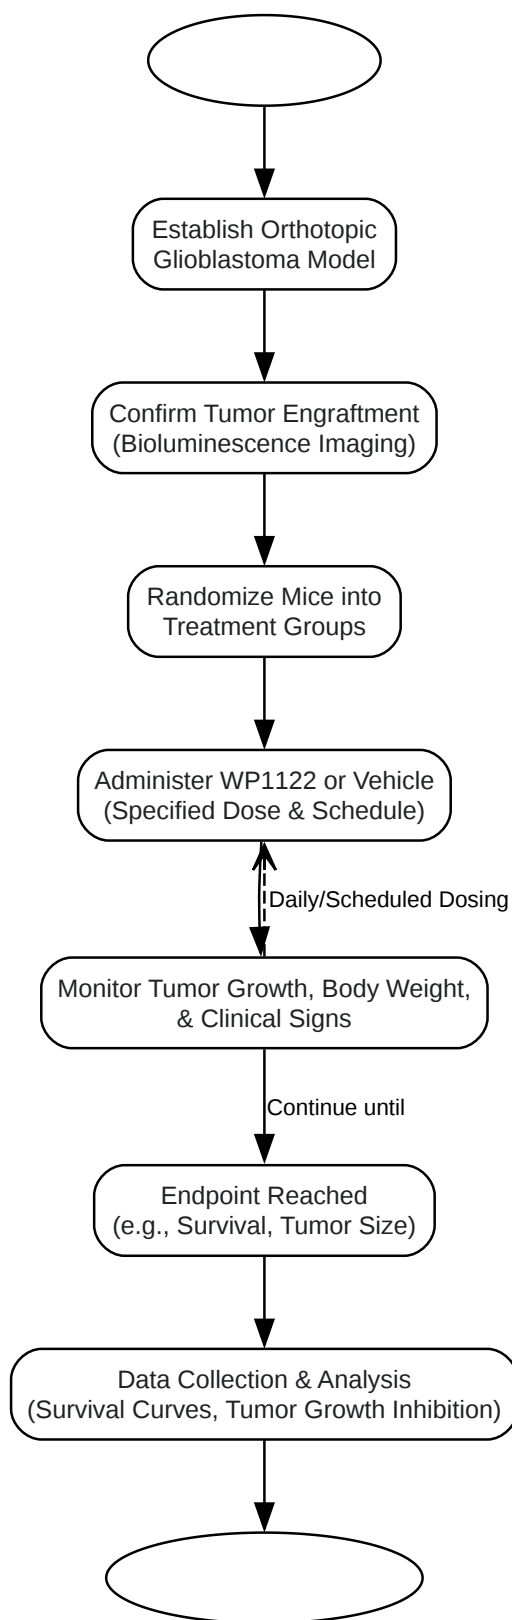 Establish Orthotopic
Glioblastoma Model
Confirm Tumor Engraftment
(Bioluminescence Imaging)
Randomize Mice into
Treatment Groups
Administer WP1122 or Vehicle
(Specified Dose & Schedule)
Daily/Scheduled Dosing
Monitor Tumor Growth, Body Weight,
& Clinical Signs
Continue until
Endpoint Reached
(e.g., Survival, Tumor Size)
Data Collection & Analysis
(Survival Curves, Tumor Growth Inhibition)